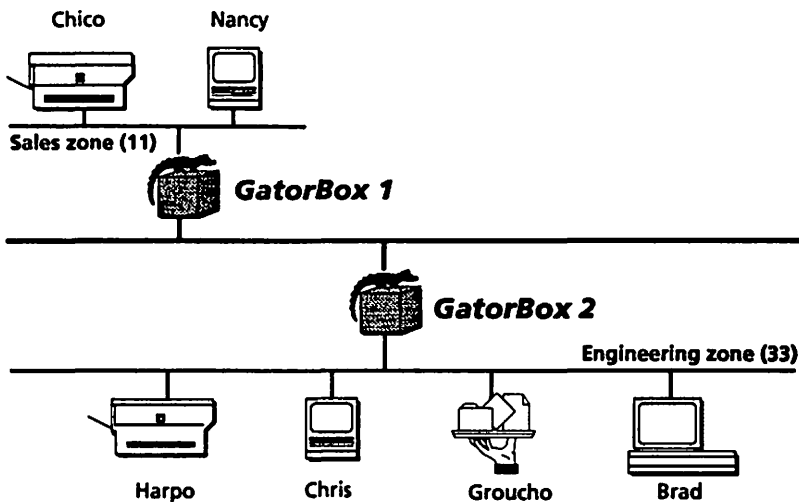 Chico
Nancy
Sales zone (11)
GatorBox 1
GatorBox 2
Engineering zone (33)
Harpo
Chris
Groucho
Brad